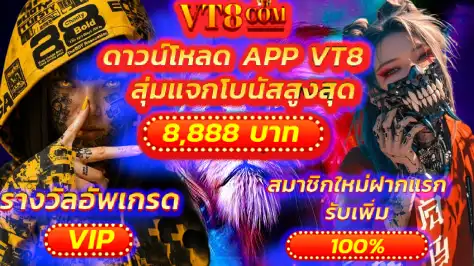 VT8.COM
ดาวน์โหลด APP VT8
สุ่มแจกโบนัสสูงสุด
8,888 บาท
รางวัลอัพเกรด
VIP
สมาชิกใหม่ฝากแรก
รับเพิ่ม
100%
88
Bold